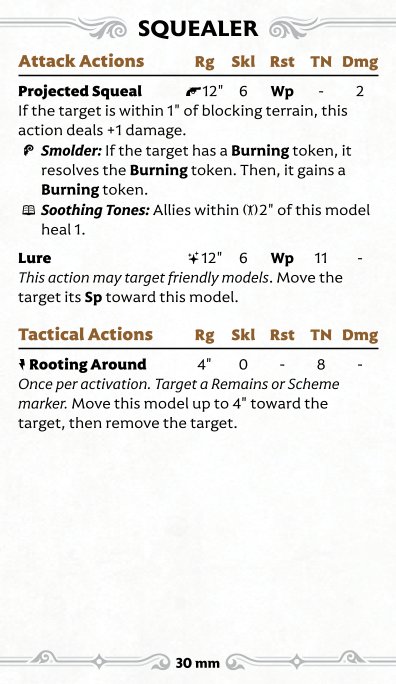 SQUEALER
Attack Actions Rg Skl Rst TN Dmg
Projected Squeal 12" 6 Wp - 2
If the target is within 1" of blocking terrain, this
action deals +1 damage.
Smolder: If the target has a Burning token, it
resolves the Burning token. Then, it gains a
Burning token.
Soothing Tones: Allies within 2" of this model
heal 1.
Lure 12" 6 Wp 11 -
This action may target friendly models. Move the
target its Sp toward this model.
Tactical Actions Rg Skl Rst TN Dmg
Rooting Around 4" 0 - 8 -
Once per activation. Target a Remains or Scheme
marker. Move this model up to 4" toward the
target, then remove the target.
30 mm